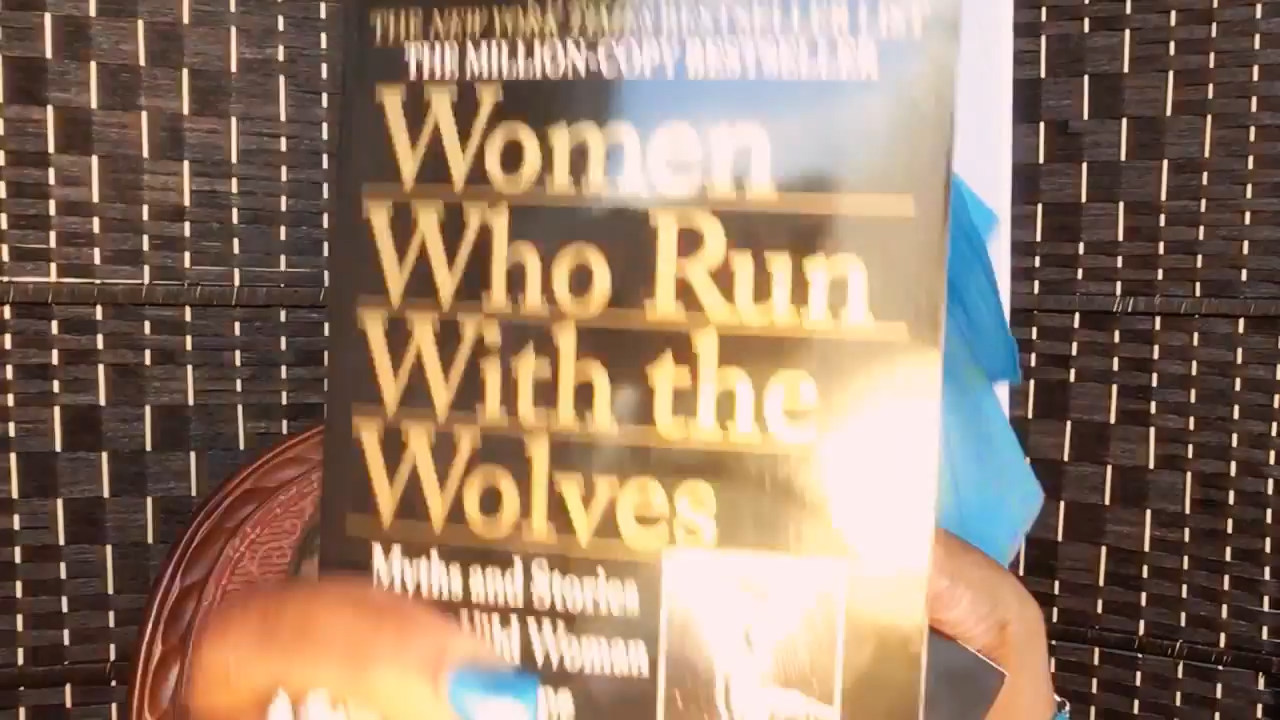 THE NEW YORK TIMES BESTSELLER LIST
THE MILLION-COPY BESTSELLER
Women
Who Run
With the
Wolves
Myths and Stories
Wild Woman